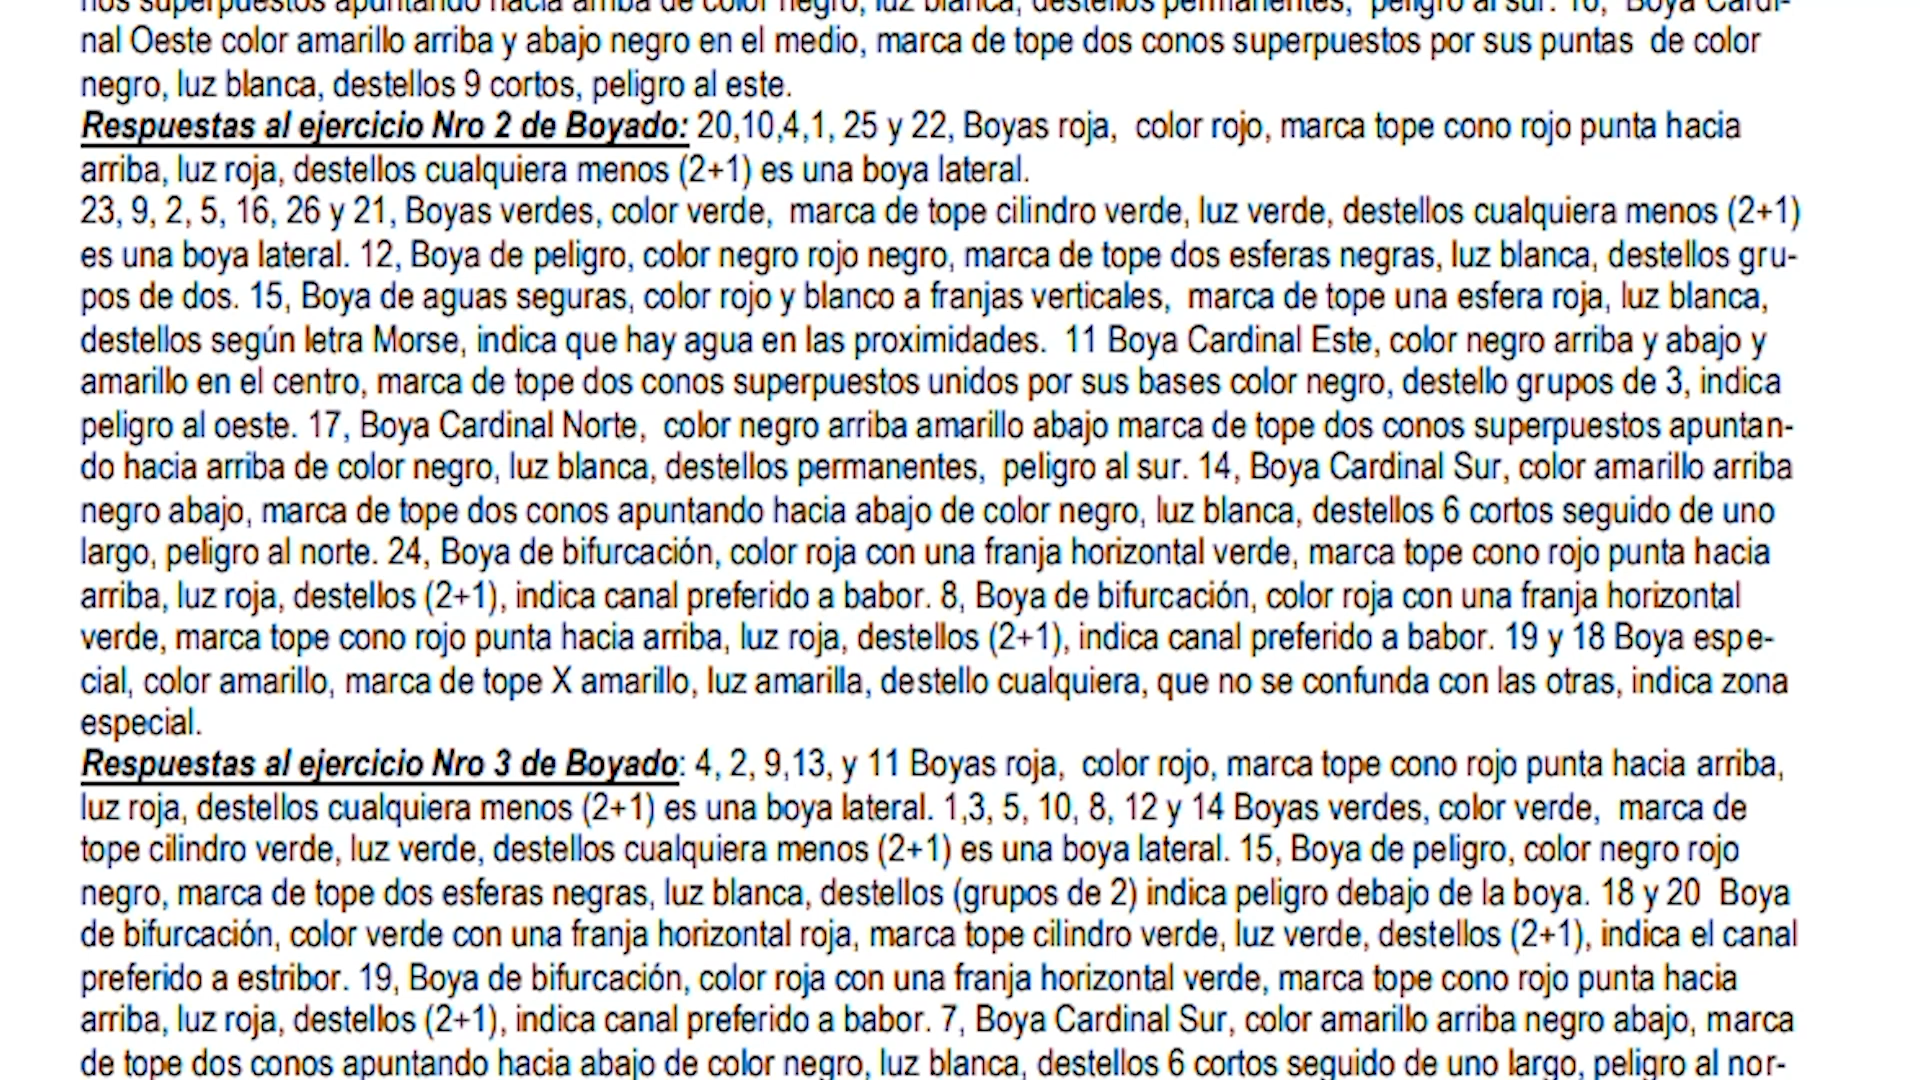 nos superpuestos apuntando hacia arriba de color negro, luz blanca, destellos permanentes, peligro al sur. 16, Boya Cardi-
nal Oeste color amarillo arriba y abajo negro en el medio, marca de tope dos conos superpuestos por sus puntas de color
negro, luz blanca, destellos 9 cortos, peligro al este.
Respuestas al ejercicio Nro 2 de Boyado: 20,10,4,1, 25 y 22, Boyas roja, color rojo, marca tope cono rojo punta hacia
arriba, luz roja, destellos cualquiera menos (2+1) es una boya lateral.
23, 9, 2, 5, 16, 26 y 21, Boyas verdes, color verde, marca de tope cilindro verde, luz verde, destellos cualquiera menos (2+1)
es una boya lateral. 12, Boya de peligro, color negro rojo negro, marca de tope dos esferas negras, luz blanca, destellos gru-
pos de dos. 15, Boya de aguas seguras, color rojo y blanco a franjas verticales, marca de tope una esfera roja, luz blanca,
destellos según letra Morse, indica que hay agua en las proximidades. 11 Boya Cardinal Este, color negro arriba y abajo y
amarillo en el centro, marca de tope dos conos superpuestos unidos por sus bases color negro, destello grupos de 3, indica
peligro al oeste. 17, Boya Cardinal Norte, color negro arriba amarillo abajo marca de tope dos conos superpuestos apuntan-
do hacia arriba de color negro, luz blanca, destellos permanentes, peligro al sur. 14, Boya Cardinal Sur, color amarillo arriba
negro abajo, marca de tope dos conos apuntando hacia abajo de color negro, luz blanca, destellos 6 cortos seguido de uno
largo, peligro al norte. 24, Boya de bifurcación, color roja con una franja horizontal verde, marca tope cono rojo punta hacia
arriba, luz roja, destellos (2+1), indica canal preferido a babor. 8, Boya de bifurcación, color roja con una franja horizontal
verde, marca tope cono rojo punta hacia arriba, luz roja, destellos (2+1), indica canal preferido a babor. 19 y 18 Boya espe-
cial, color amarillo, marca de tope X amarillo, luz amarilla, destello cualquiera, que no se confunda con las otras, indica zona
especial.
Respuestas al ejercicio Nro 3 de Boyado: 4, 2, 9,13, y 11 Boyas roja, color rojo, marca tope cono rojo punta hacia arriba,
luz roja, destellos cualquiera menos (2+1) es una boya lateral. 1,3, 5, 10, 8, 12 y 14 Boyas verdes, color verde, marca de
tope cilindro verde, luz verde, destellos cualquiera menos (2+1) es una boya lateral. 15, Boya de peligro, color negro rojo
negro, marca de tope dos esferas negras, luz blanca, destellos (grupos de 2) indica peligro debajo de la boya. 18 y 20 Boya
de bifurcación, color verde con una franja horizontal roja, marca tope cilindro verde, luz verde, destellos (2+1), indica el canal
preferido a estribor. 19, Boya de bifurcación, color roja con una franja horizontal verde, marca tope cono rojo punta hacia
arriba, luz roja, destellos (2+1), indica canal preferido a babor. 7, Boya Cardinal Sur, color amarillo arriba negro abajo, marca
de tope dos conos apuntando hacia abajo de color negro, luz blanca, destellos 6 cortos seguido de uno largo, peligro al nor-